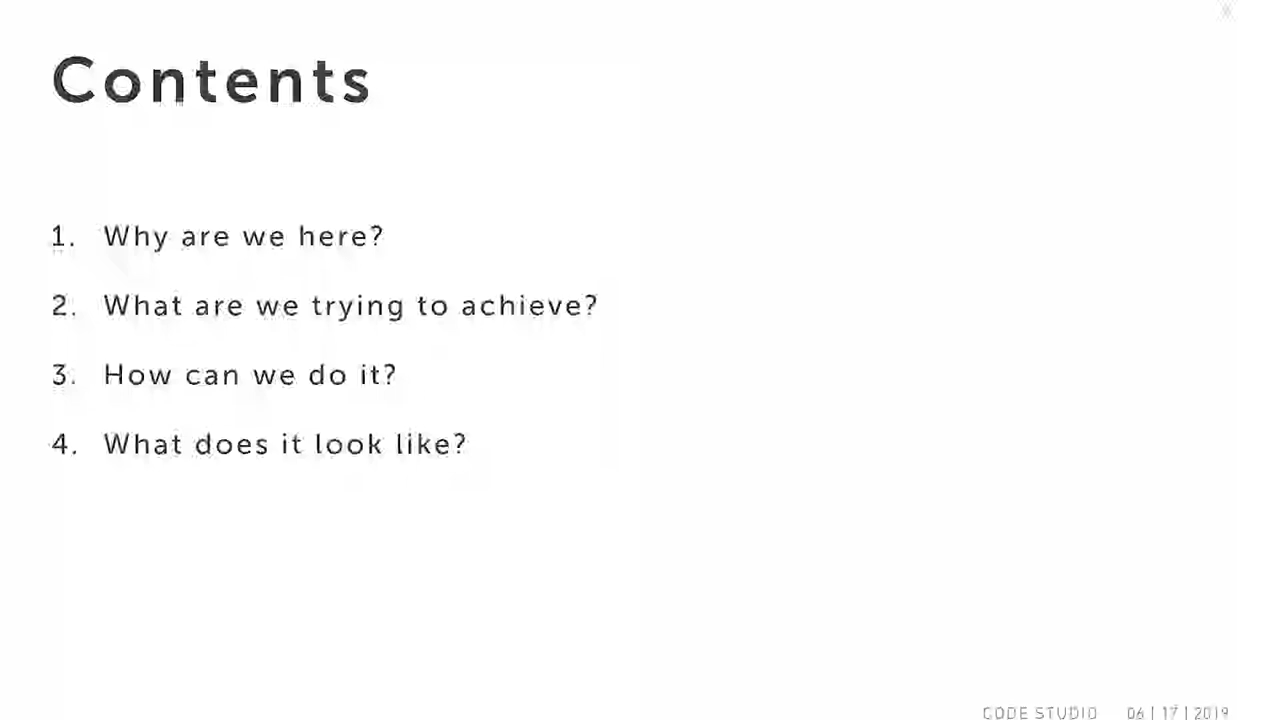 Contents
1. Why are we here?
2. What are we trying to achieve?
3. How can we do it?
4. What does it look like?
CODE STUDIO 06 | 17 | 2019